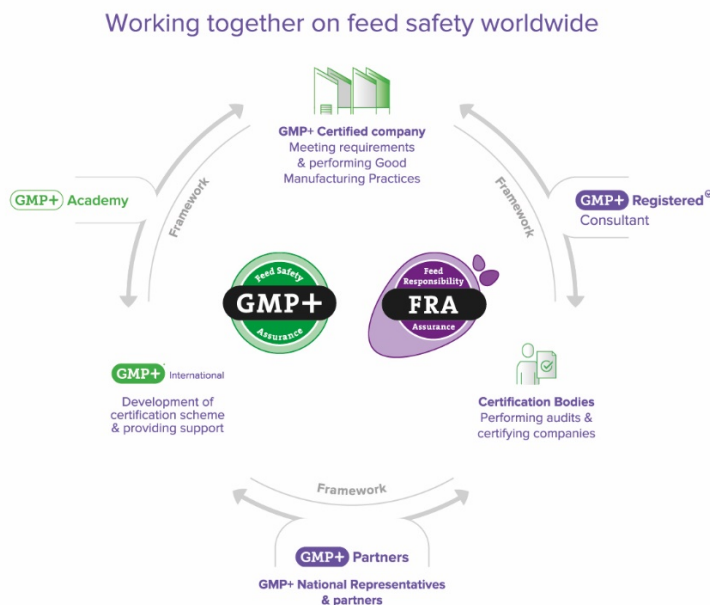 Working together on feed safety worldwide
GMP+ Certified company
Meeting requirements
& performing Good
Manufacturing Practices
Framework
Framework
GMP+ Academy
GMP+ Registered
Consultant
Feed Safety
GMP+
Assurance
Feed
Responsibility
FRA
Assurance
GMP+ International
Development of
certification scheme
& providing support
Certification Bodies
Performing audits &
certifying companies
Framework
GMP+ Partners
GMP+ National Representatives
& partners